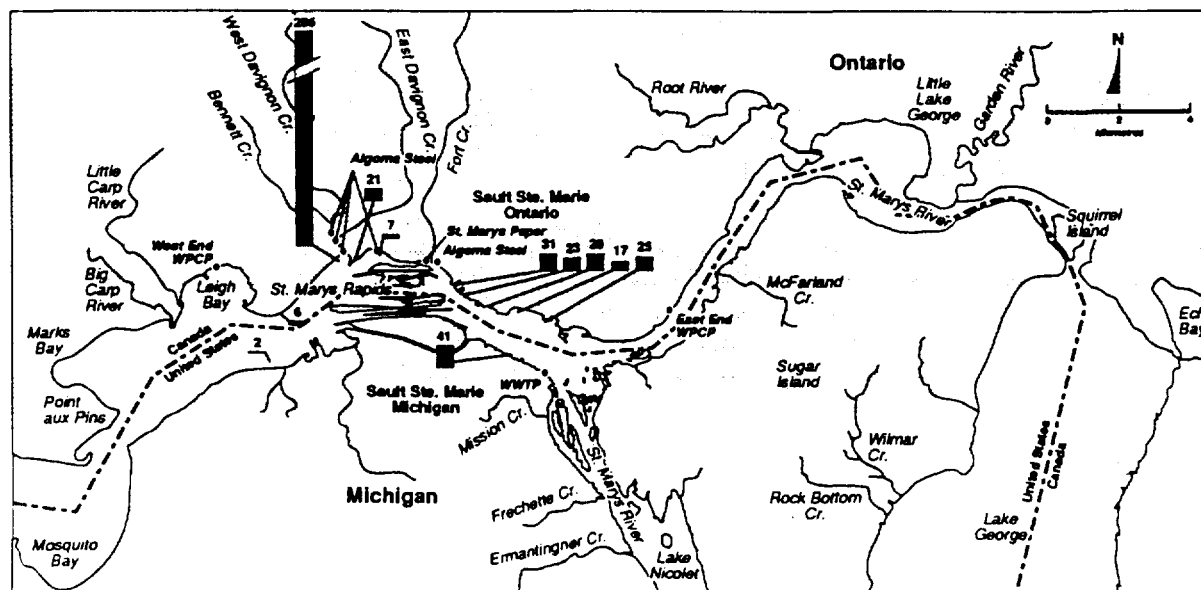 286
West Davignon Cr.
Bennett Cr.
East Davignon Cr.
Fort Cr.
Ontario
Root River
Little
Lake
George
Garden River
N
2
4
Algoma Steel
21
7
Little
Carp
River
Sault Ste. Marie
Ontario
St. Marys Paper
Algoma Steel
West End
WPCP
Big
Carp
River
Leigh
Bay
St. Marys Rapids
31
23
28
17
25
St. Marys River
Squirrel
Island
McFarland
Cr.
East End
WPCP
6
Marks
Bay
Canada
United States
2
41
Sault Ste. Marie
Michigan
WWTP
Mission Cr.
Sugar
Island
Point
aux Pins
Michigan
St. Marys River
Wilmar
Cr.
Rock Bottom
Cr.
United States
Canada
Lake
George
Frechette Cr.
Ermantingner Cr.
Mosquito
Bay
Lake
Nicolet
Bay